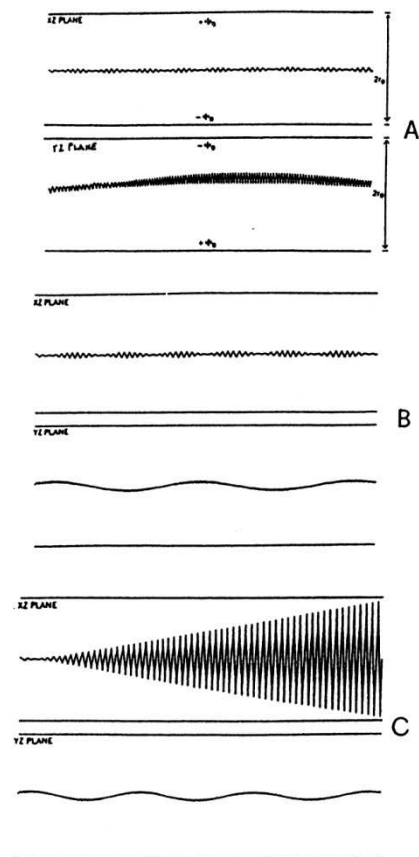 XZ PLANE
+Φ₀
2r₀
-Φ₀
A
YZ PLANE
-Φ₀
2r₀
+Φ₀
XZ PLANE
B
YZ PLANE
XZ PLANE
C
YZ PLANE